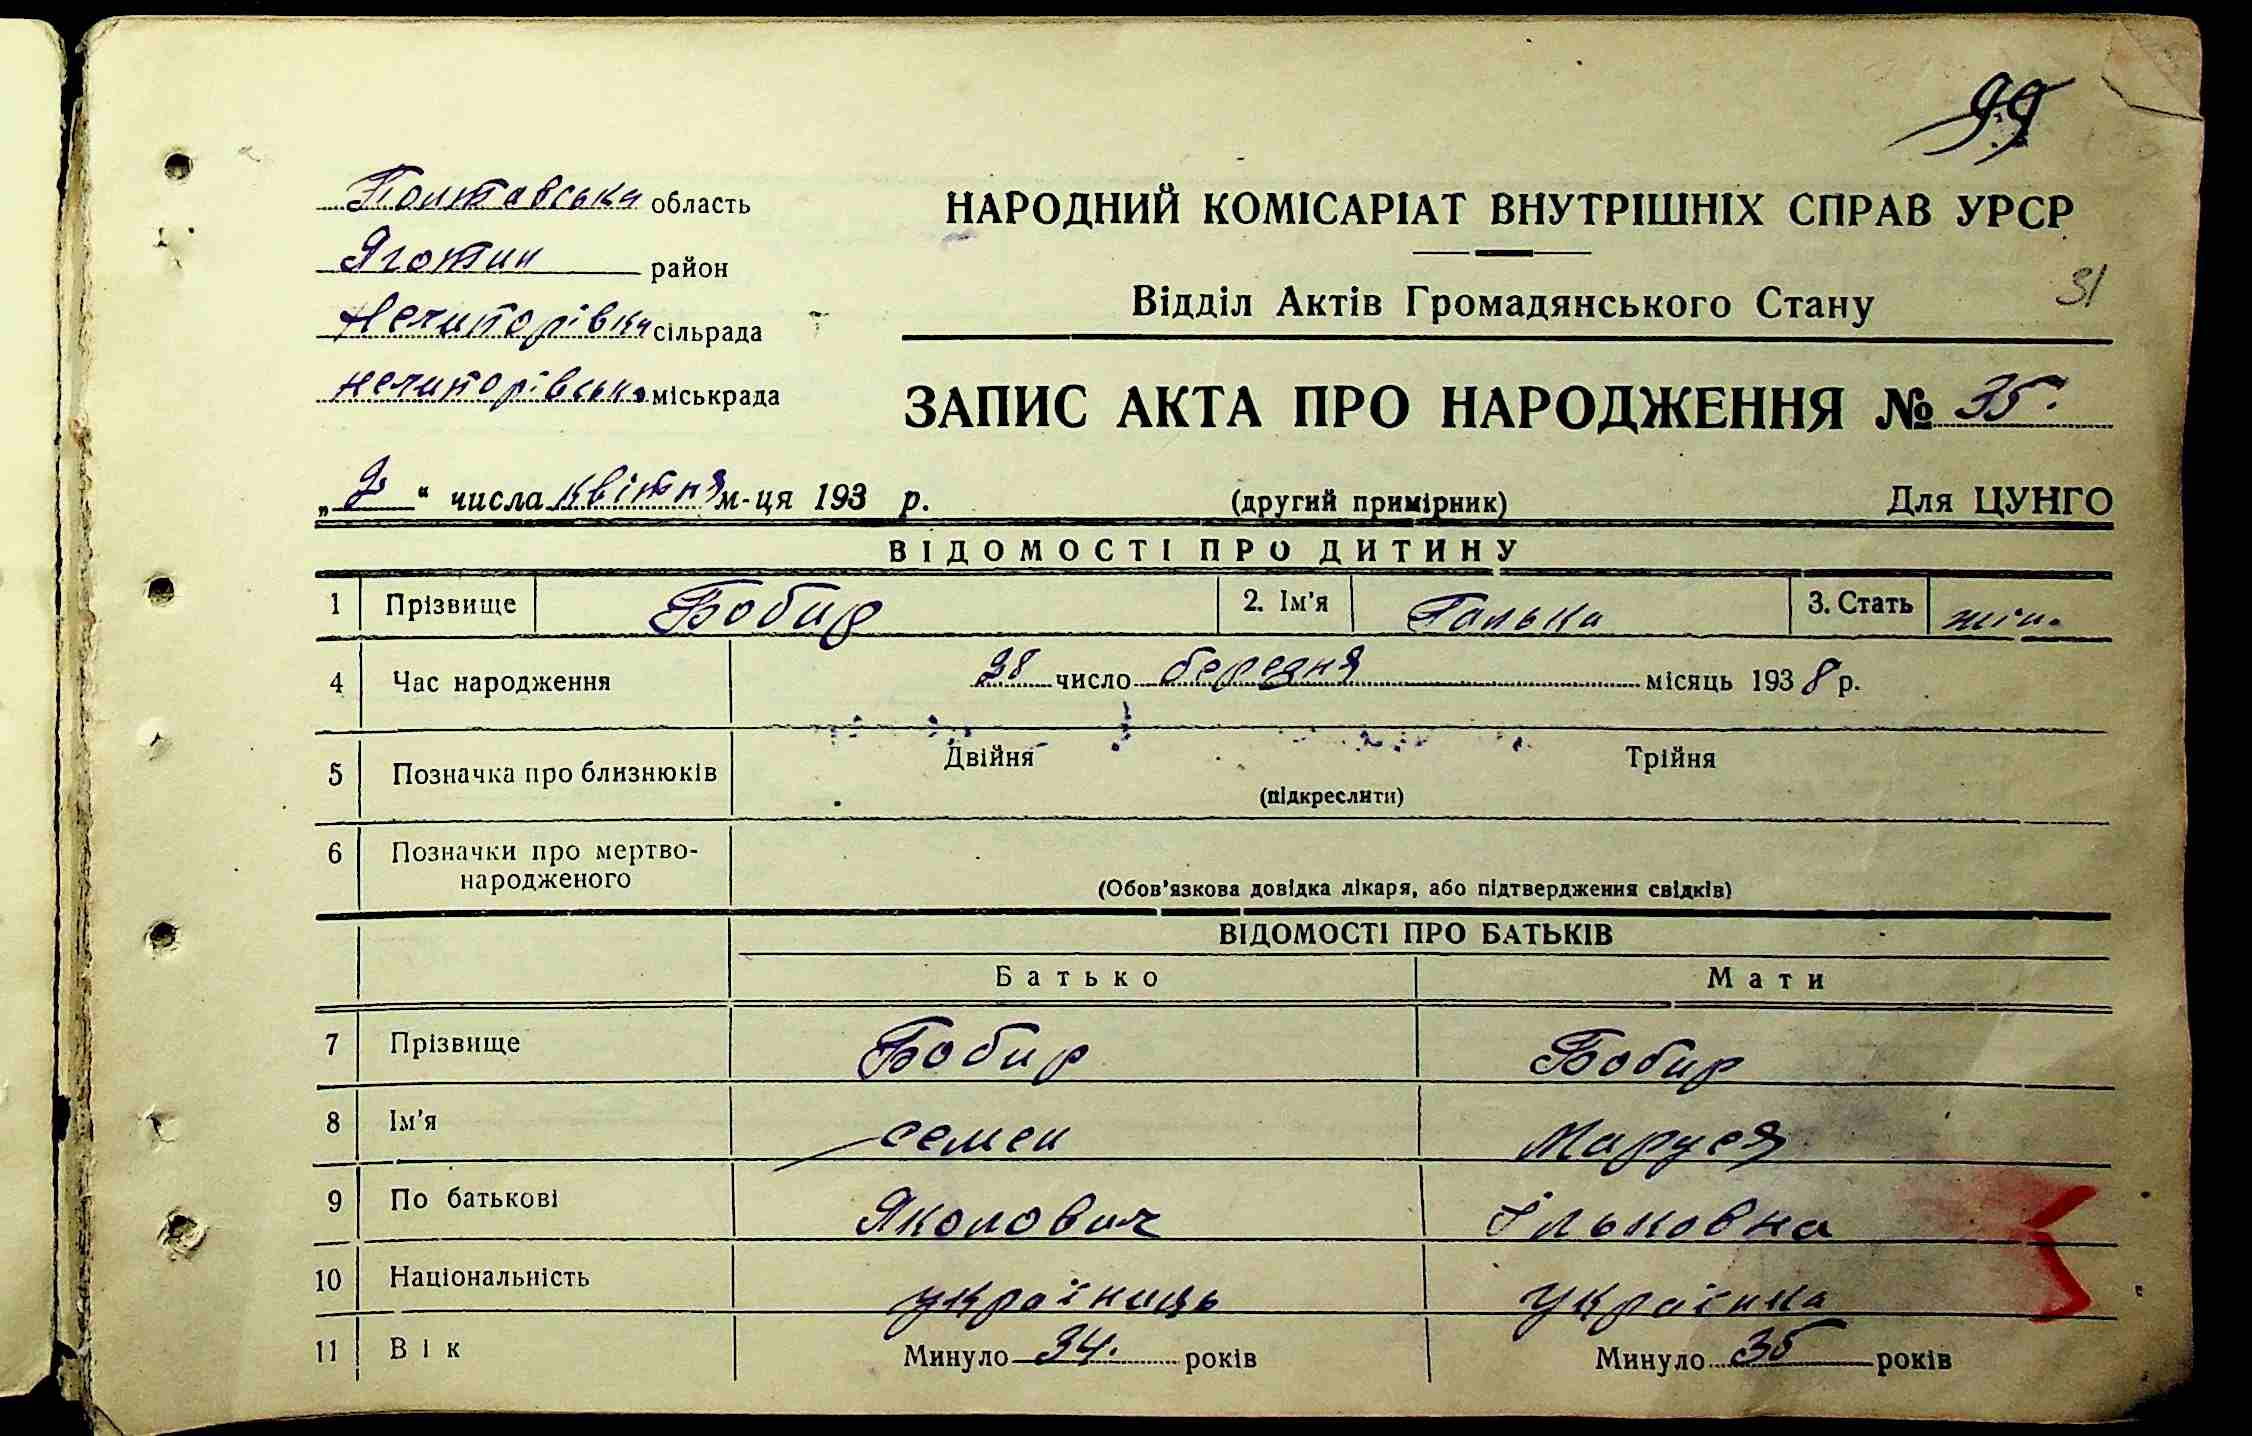 99
Полтавська область
НАРОДНИЙ КОМІСАРІАТ ВНУТРІШНІХ СПРАВ УРСР
Яготин район
Відділ Актів Громадянського Стану
31
Нечипорівка сільрада
нечипорівська міськрада
ЗАПИС АКТА ПРО НАРОДЖЕННЯ № 35.
„ 2 “ числа квітня м-ця 193 р. (другий примірник) Для ЦУНГО
ВІДОМОСТІ ПРО ДИТИНУ
1 Прізвище Бобир 2. Ім'я Галька 3. Стать жін.
4 Час народження число березня місяць 1938 р.
5 Позначка про близнюків Двійня Трійня
(підкреслити)
6 Позначки про мертво-
народженого
(Обов'язкова довідка лікаря, або підтвердження свідків)
ВІДОМОСТІ ПРО БАТЬКІВ
Батько Мати
7 Прізвище Бобир Бобир
8 Ім'я Семен Маруся
9 По батькові Яколович Ільковна
10 Національність україниць Українка
11 Вік Минуло 34. років Минуло 35 років